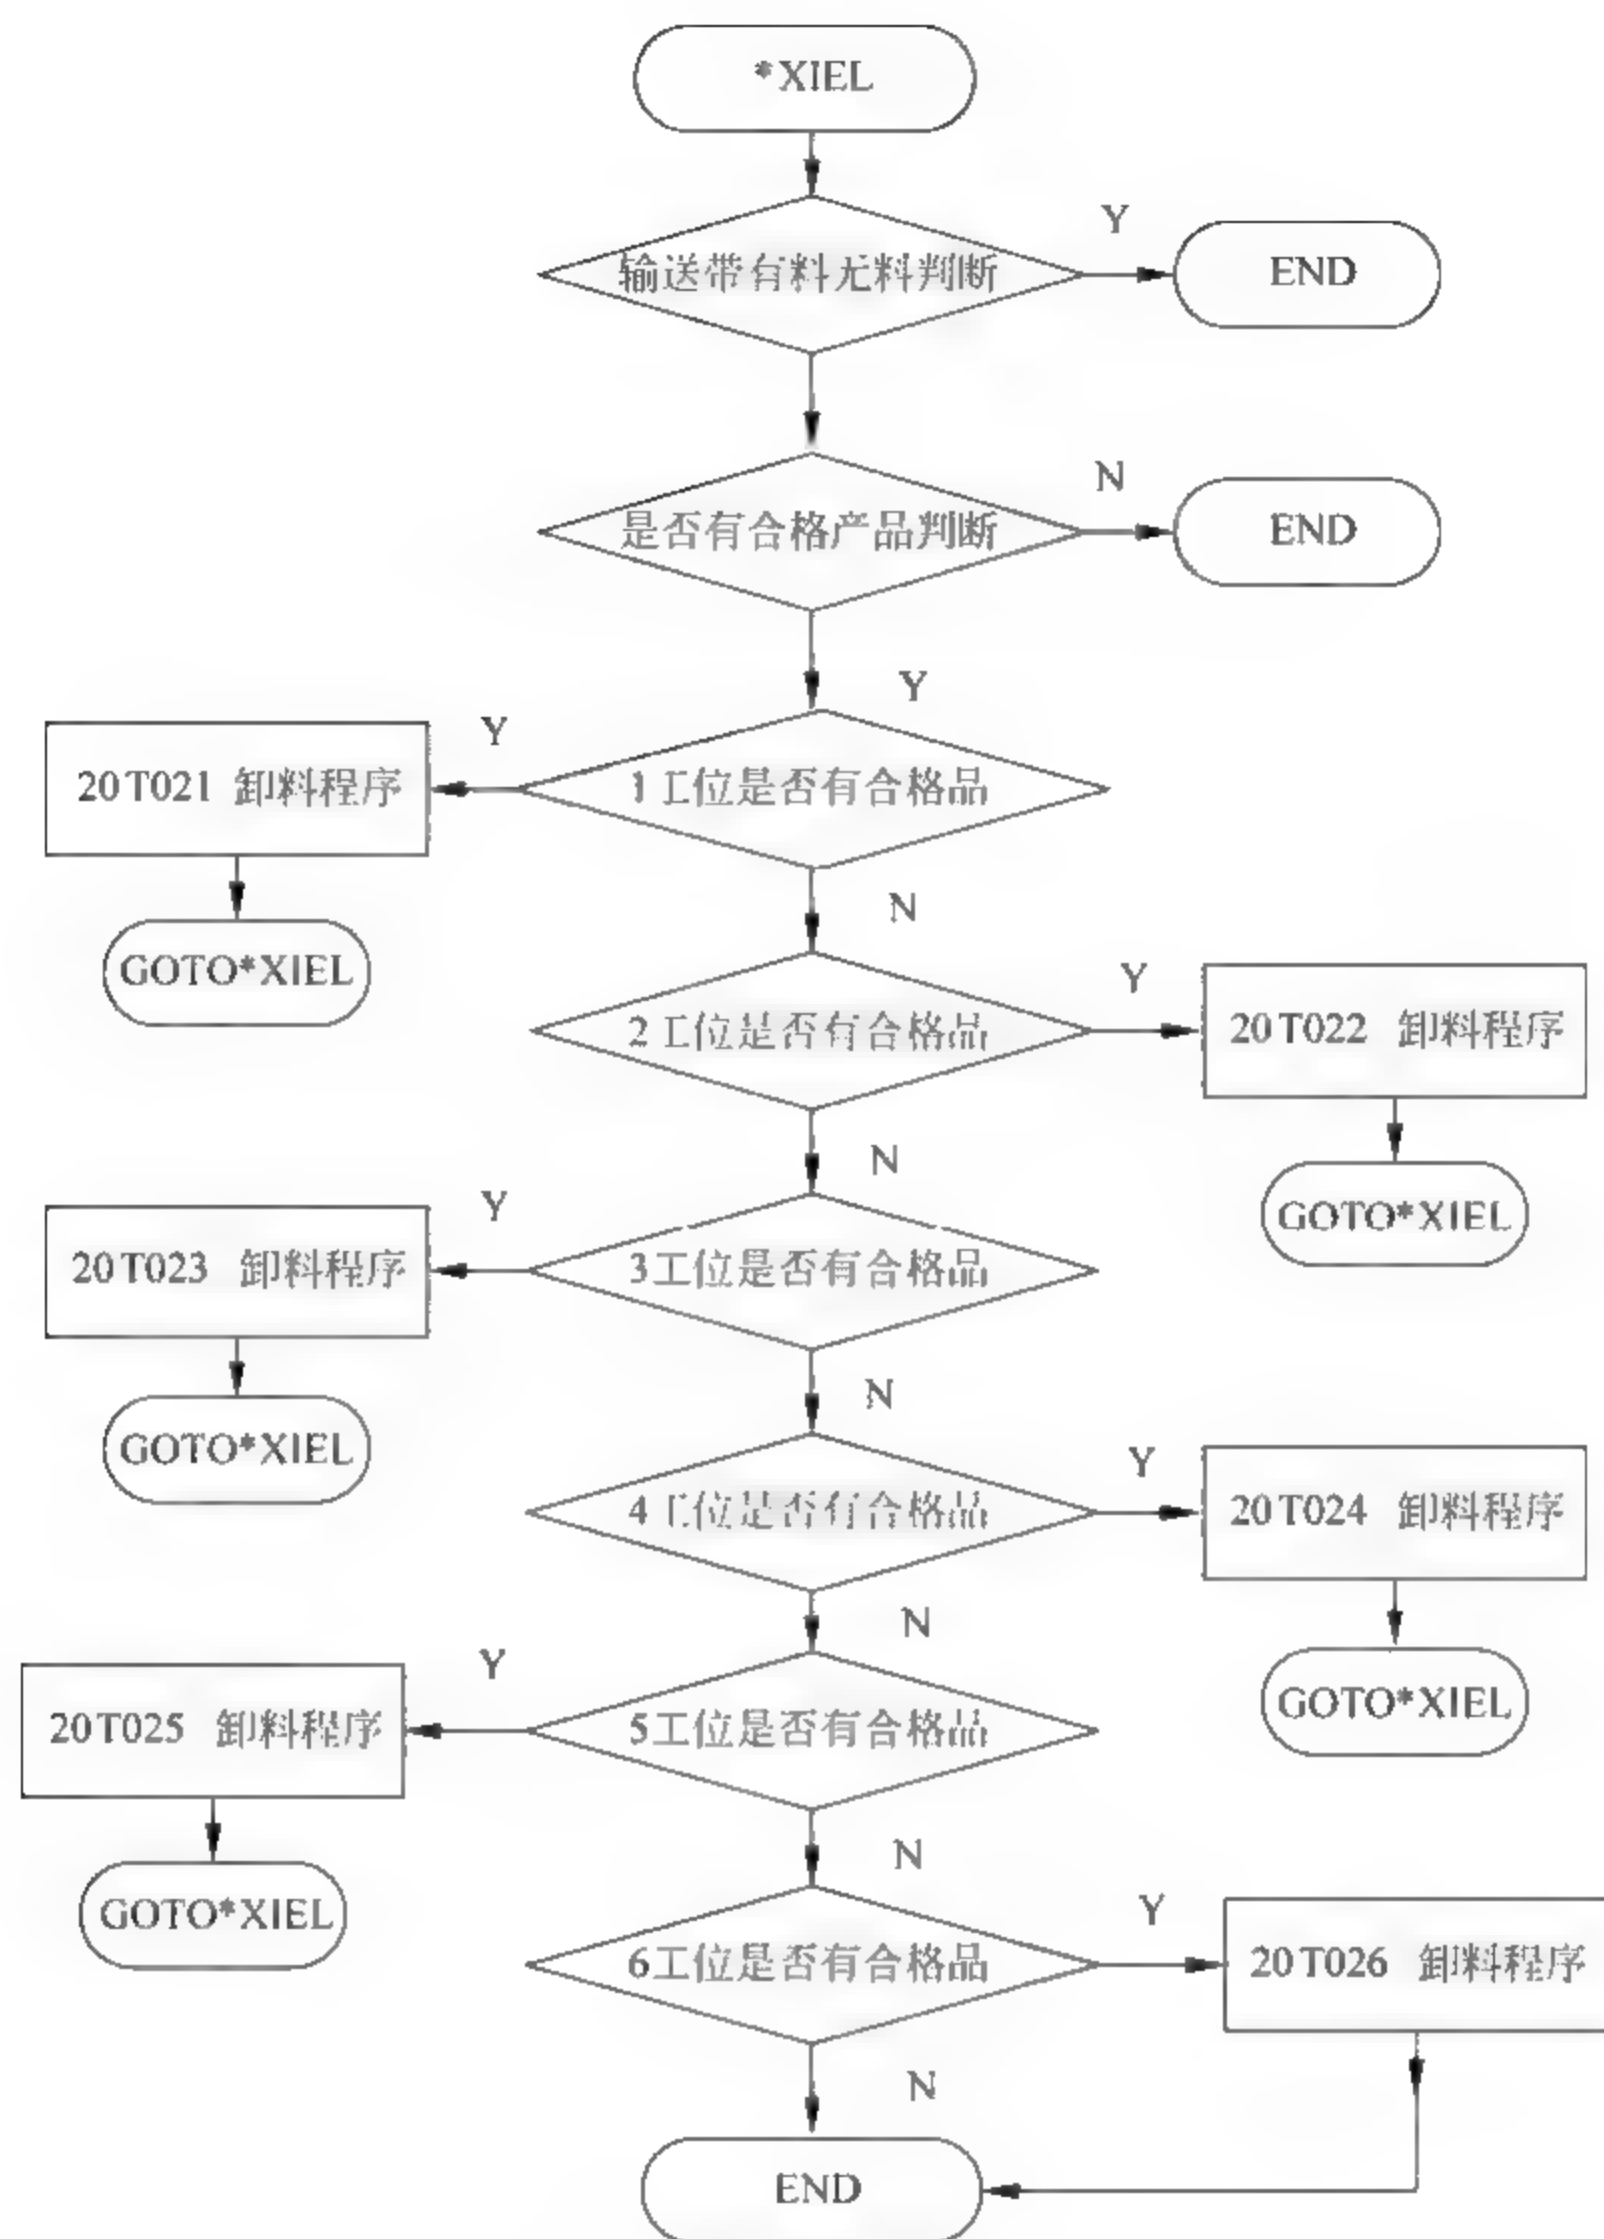 *XIEL
输送带有料无料判断
Y
END
是否有合格产品判断
N
END
Y
1 工位是否有合格品
Y
20T021 卸料程序
GOTO*XIEL
N
2 工位是否有合格品
Y
20T022 卸料程序
GOTO*XIEL
N
3工位是否有合格品
Y
20T023 卸料程序
GOTO*XIEL
N
4 工位是否有合格品
Y
20T024 卸料程序
GOTO*XIEL
N
5工位是否有合格品
Y
20T025 卸料程序
GOTO*XIEL
N
6工位是否有合格品
Y
20T026 卸料程序
N
END